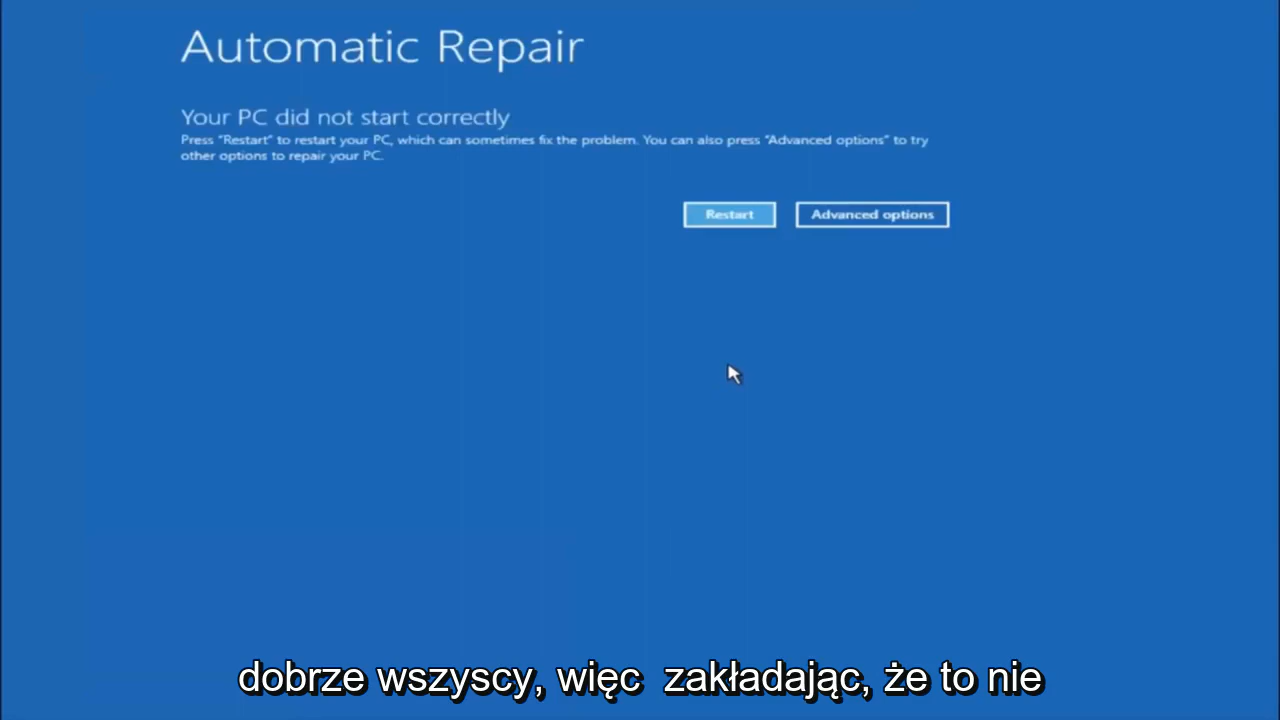 Automatic Repair
Your PC did not start correctly
Press "Restart" to restart your PC, which can sometimes fix the problem. You can also press "Advanced options" to try
other options to repair your PC.
Restart Advanced options
dobrze wszyscy, więc zakładając, że to nie